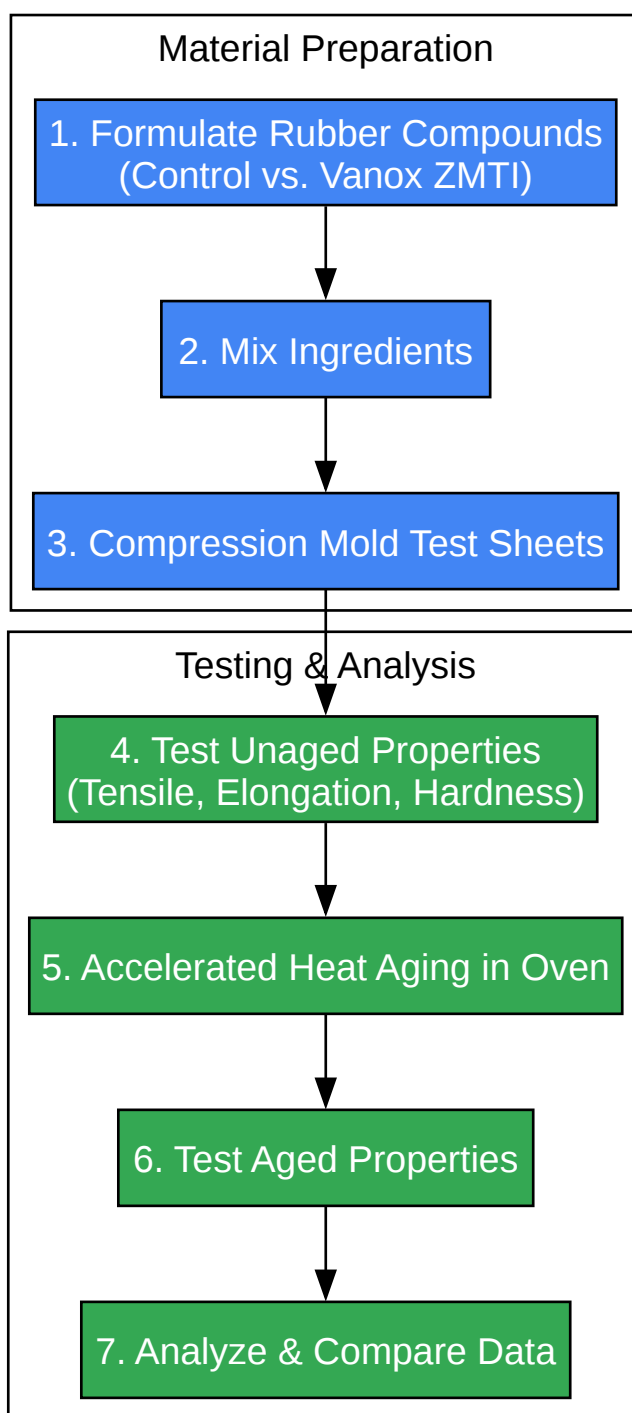 Material Preparation
1. Formulate Rubber Compounds
(Control vs. Vanox ZMTI)
2. Mix Ingredients
3. Compression Mold Test Sheets
Testing & Analysis
4. Test Unaged Properties
(Tensile, Elongation, Hardness)
5. Accelerated Heat Aging in Oven
6. Test Aged Properties
7. Analyze & Compare Data